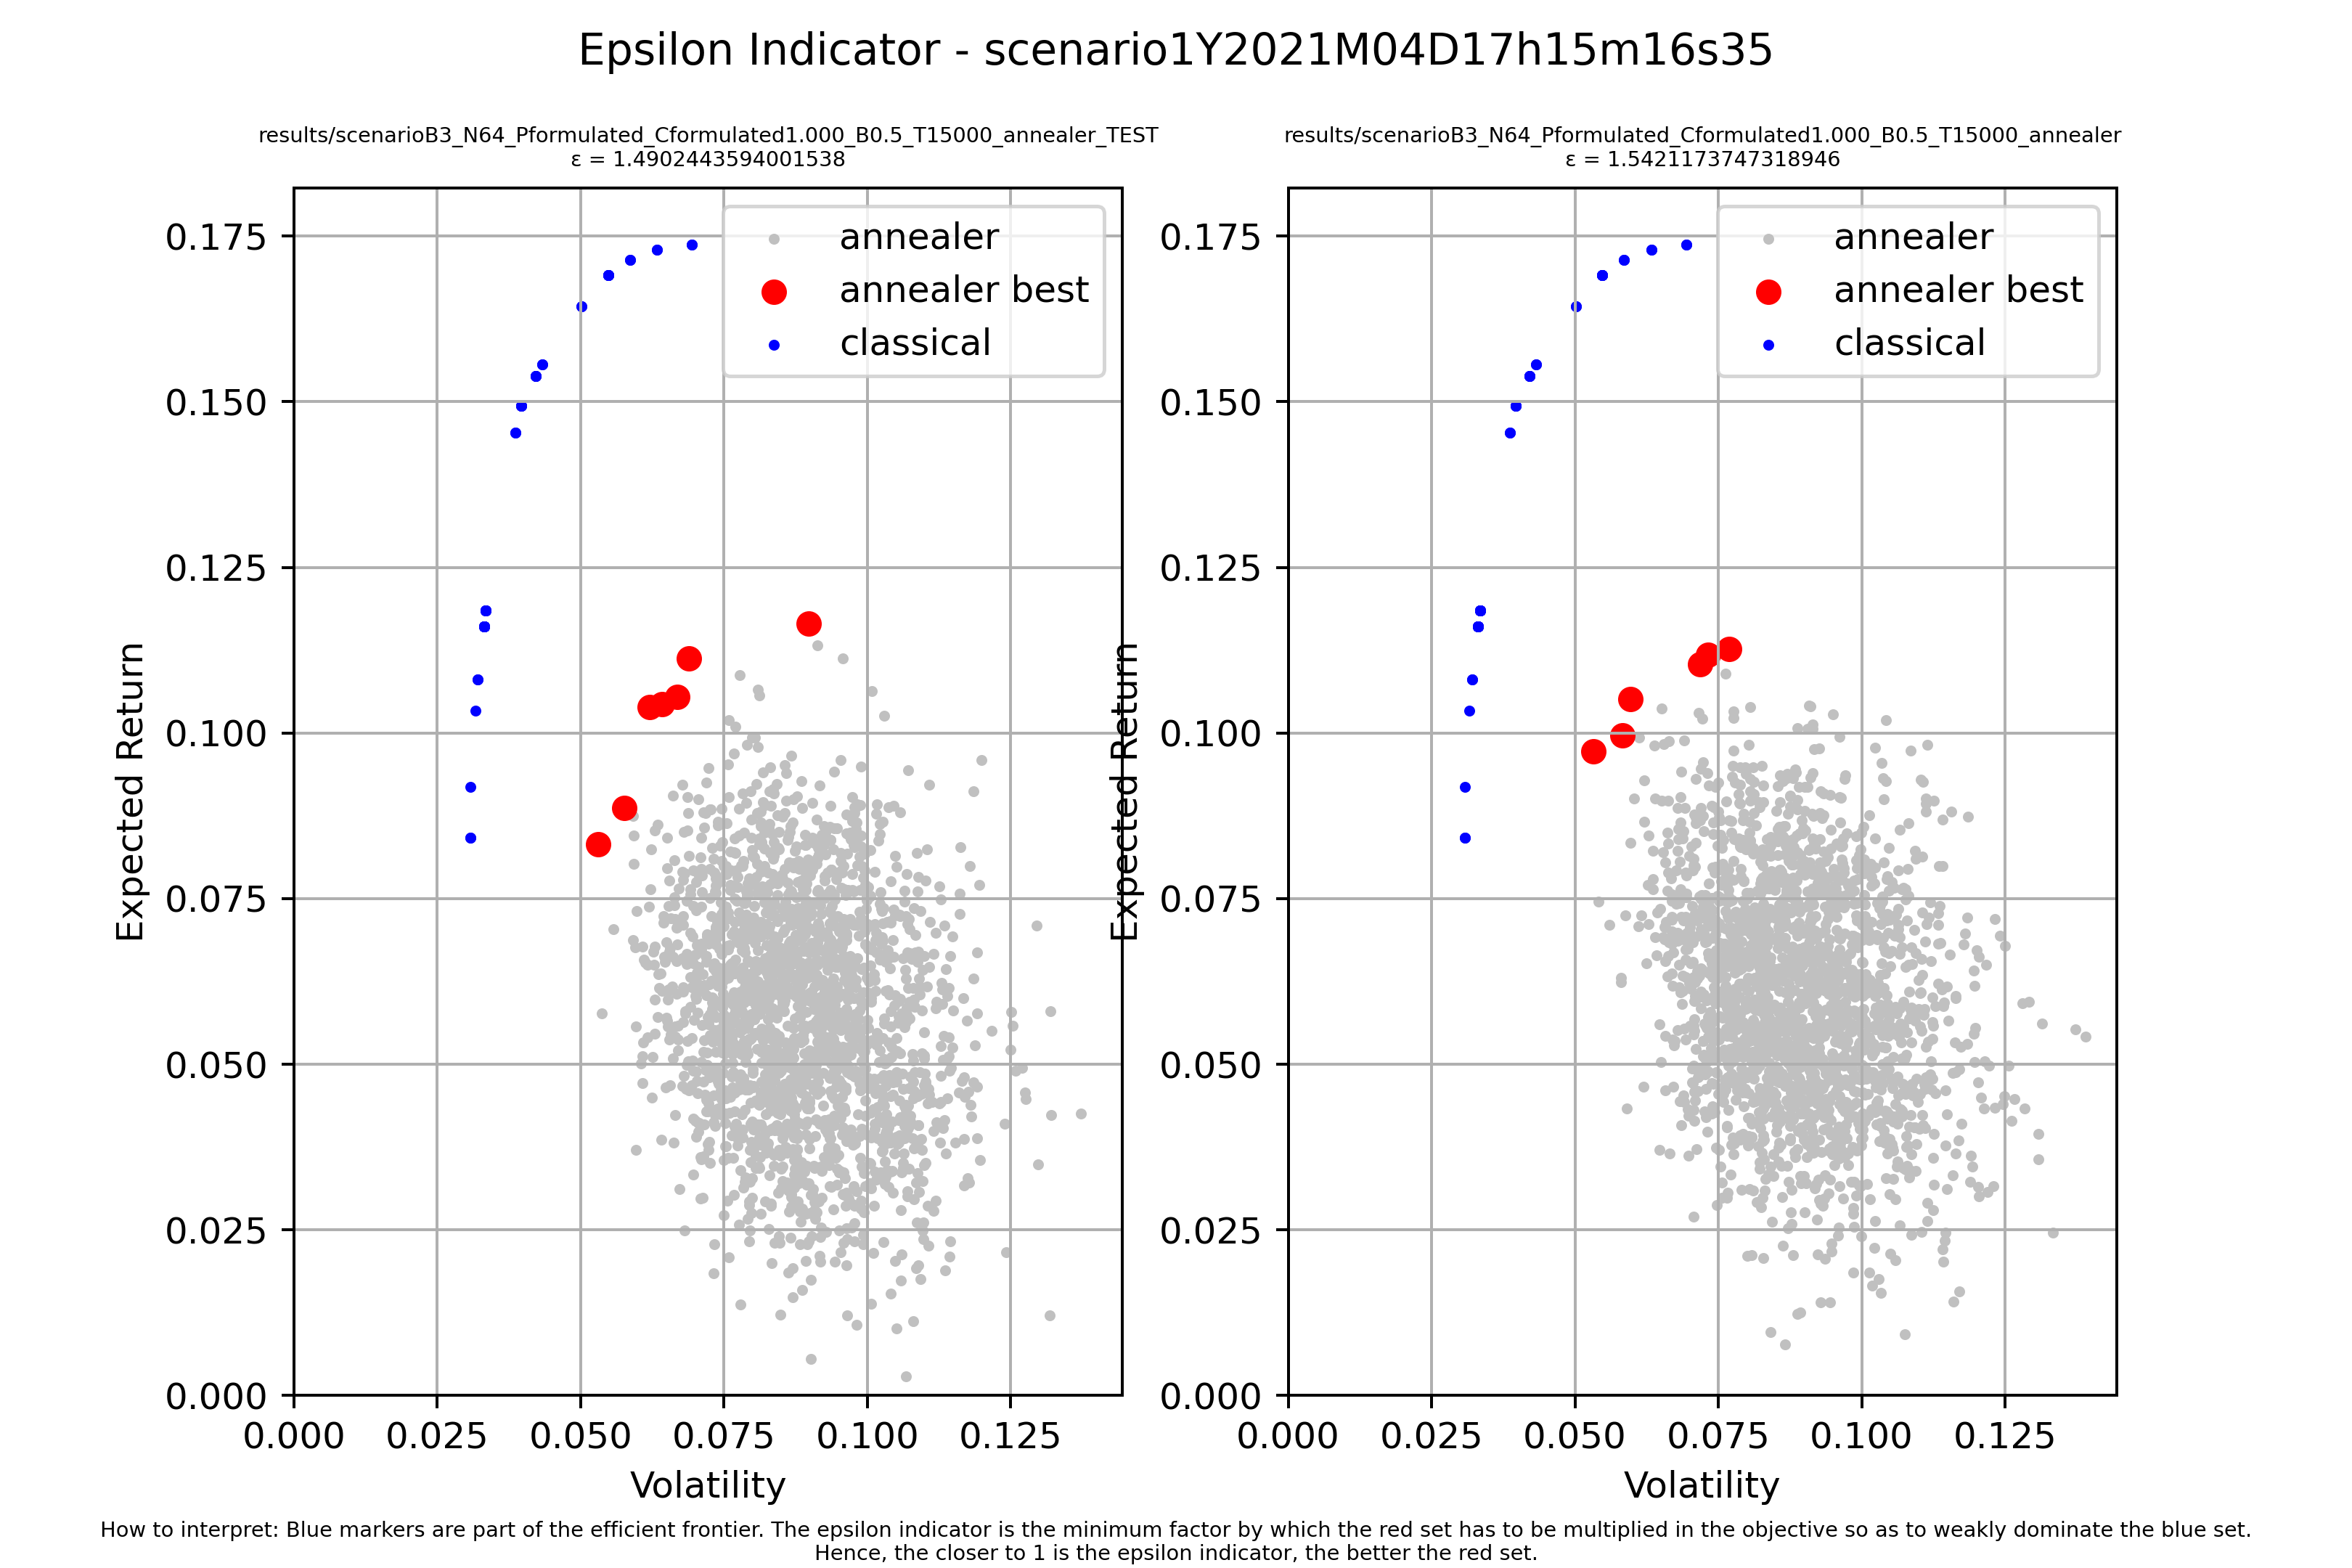 Epsilon Indicator - scenario1Y2021M04D17h15m16s35
results/scenarioB3_N64_Pformulated_Cformulated1.000_B0.5_T15000_annealer_TEST
ε = 1.4902443594001538
0.175
0.150
0.125
0.100
0.075
0.050
0.025
0.000
Expected Return
annealer
annealer best
classical
0.000 0.025 0.050 0.075 0.100 0.125
Volatility
results/scenarioB3_N64_Pformulated_Cformulated1.000_B0.5_T15000_annealer
ε = 1.5421173747318946
0.175
0.150
0.125
0.100
0.075
0.050
0.025
0.000
Expected Return
annealer
annealer best
classical
0.000 0.025 0.050 0.075 0.100 0.125
Volatility
How to interpret: Blue markers are part of the efficient frontier. The epsilon indicator is the minimum factor by which the red set has to be multiplied in the objective so as to weakly dominate the blue set.
Hence, the closer to 1 is the epsilon indicator, the better the red set.